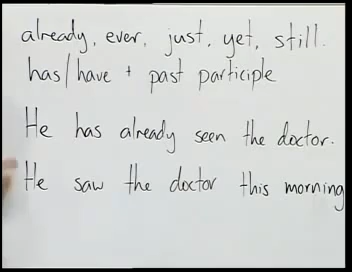 already, ever, just, yet, still.
has/have + past participle
He has already seen the doctor.
He saw the doctor this morning